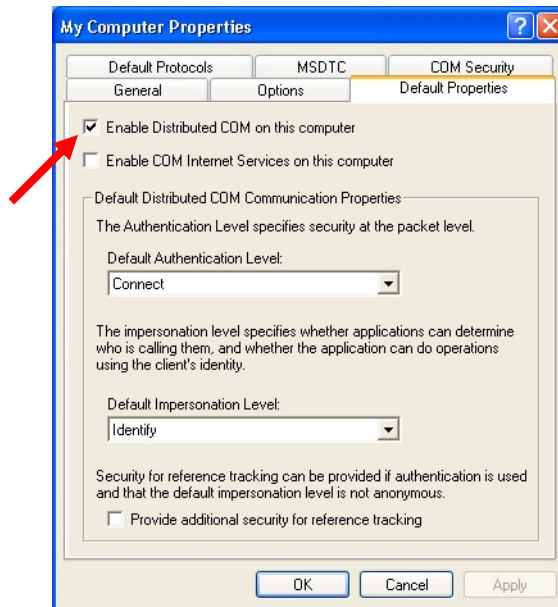 My Computer Properties
Default Protocols MSDTC COM Security
General Options Default Properties
Enable Distributed COM on this computer
Enable COM Internet Services on this computer
Default Distributed COM Communication Properties
The Authentication Level specifies security at the packet level.
Default Authentication Level:
Connect
The impersonation level specifies whether applications can determine
who is calling them, and whether the application can do operations
using the client's identity.
Default Impersonation Level:
Identify
Security for reference tracking can be provided if authentication is used
and that the default impersonation level is not anonymous.
Provide additional security for reference tracking
OK Cancel Apply